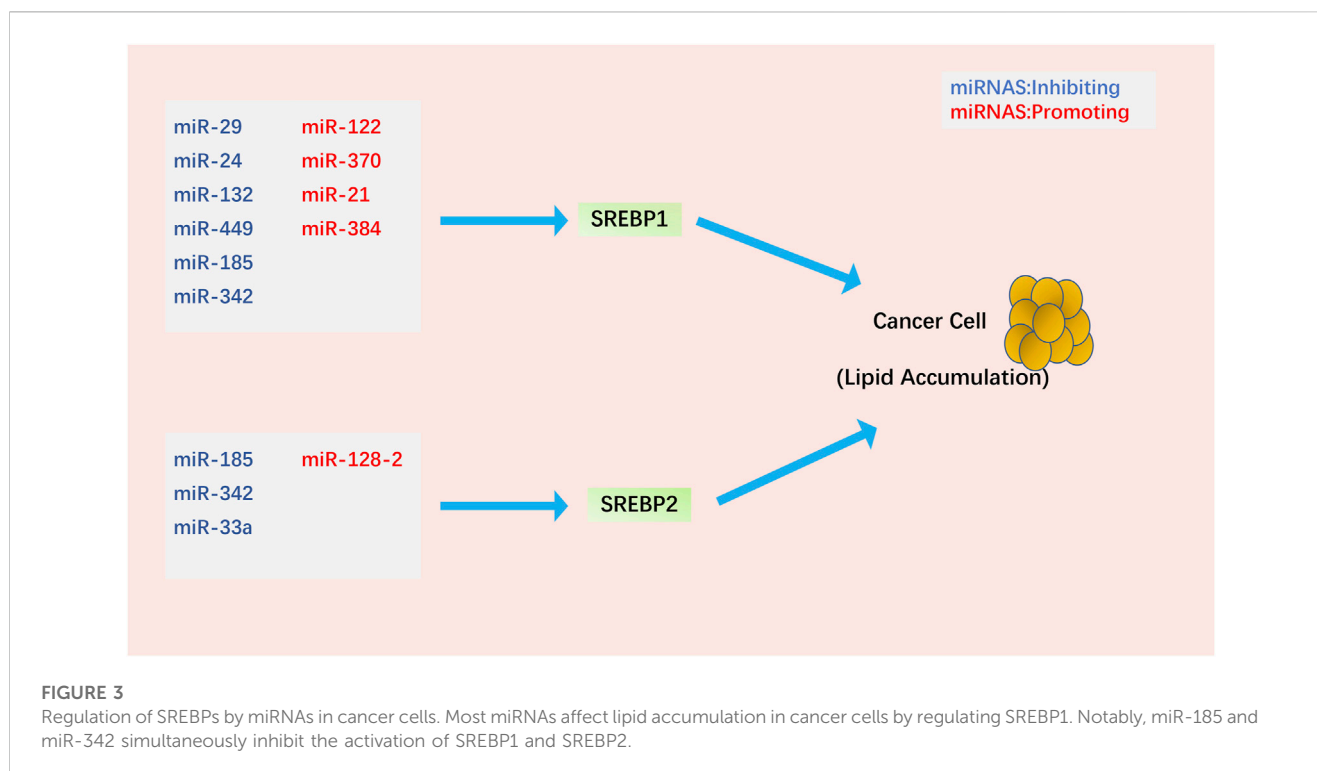 miRNAS:Inhibiting
miRNAS:Promoting
miR-29 miR-122
miR-24 miR-370
miR-132 miR-21
miR-449 miR-384
miR-185
miR-342
SREBP1
Cancer Cell
(Lipid Accumulation)
miR-185 miR-128-2
miR-342
miR-33a
SREBP2
FIGURE 3
Regulation of SREBPs by miRNAs in cancer cells. Most miRNAs affect lipid accumulation in cancer cells by regulating SREBP1. Notably, miR-185 and
miR-342 simultaneously inhibit the activation of SREBP1 and SREBP2.